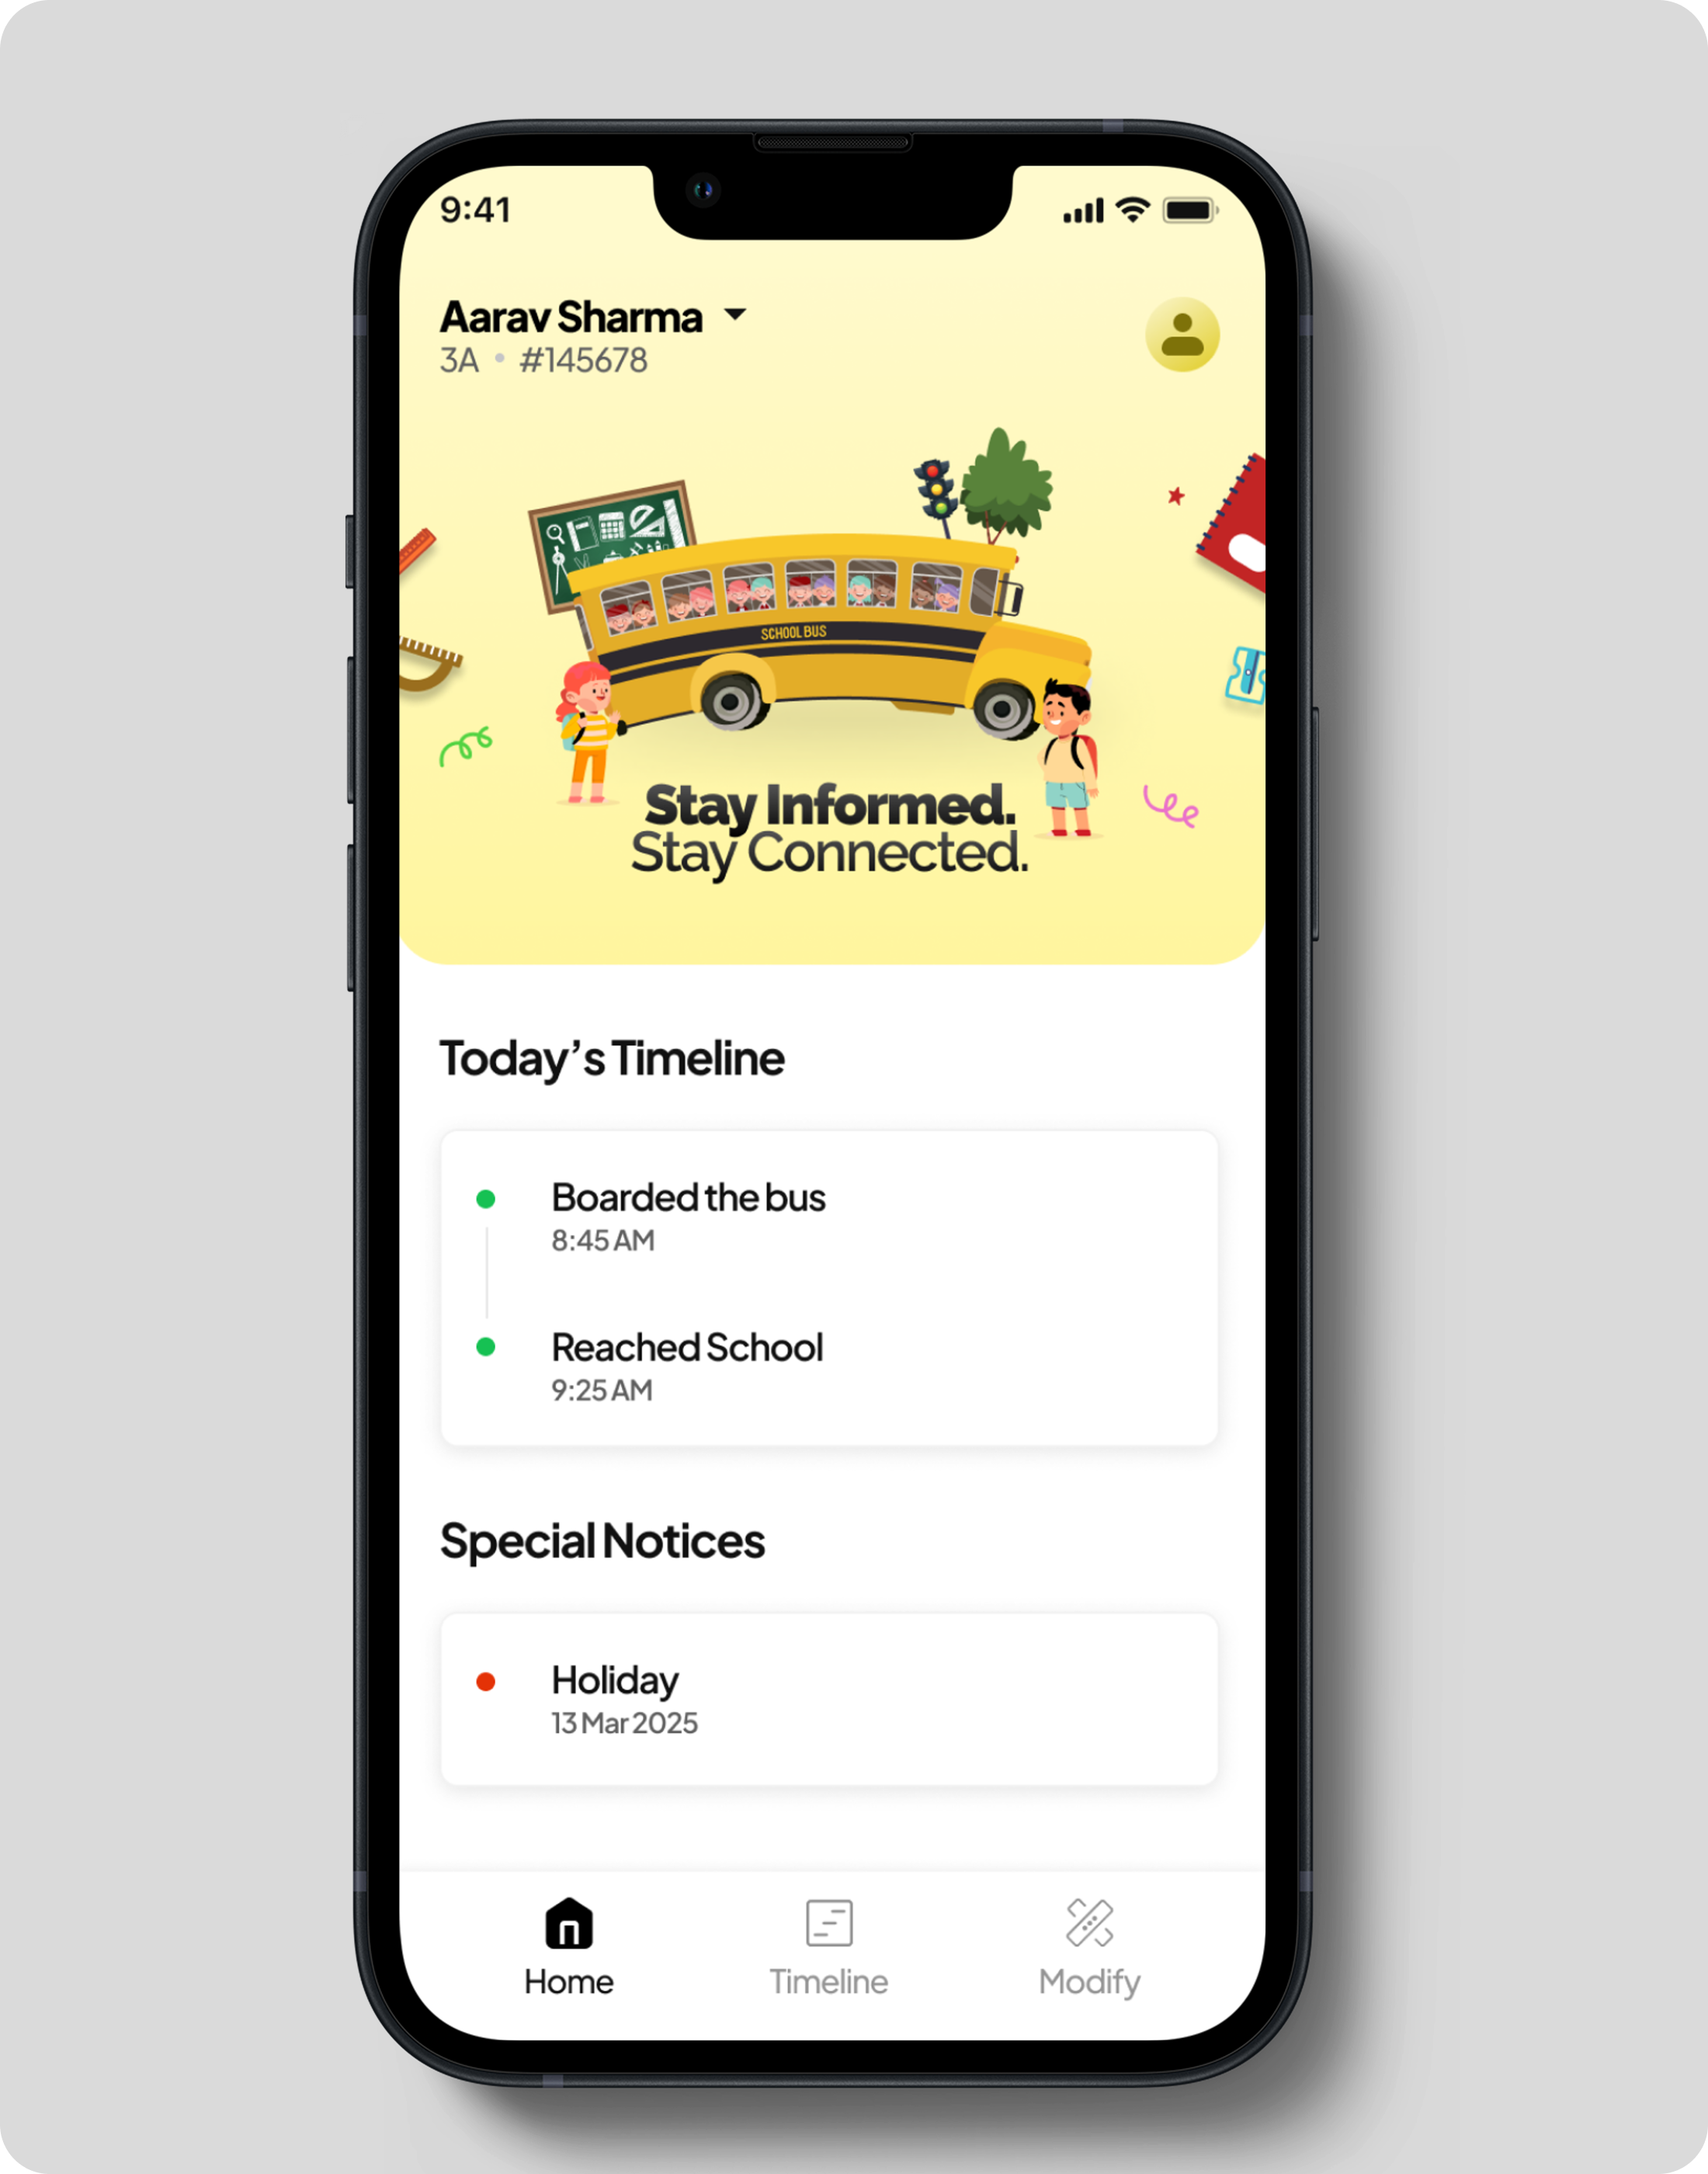 9:41
Aarav Sharma
3A • #145678
SCHOOL BUS
Stay Informed.
Stay Connected.
Today’s Timeline
Boarded the bus
8:45 AM
Reached School
9:25 AM
Special Notices
Holiday
13 Mar 2025
Home
Timeline
Modify